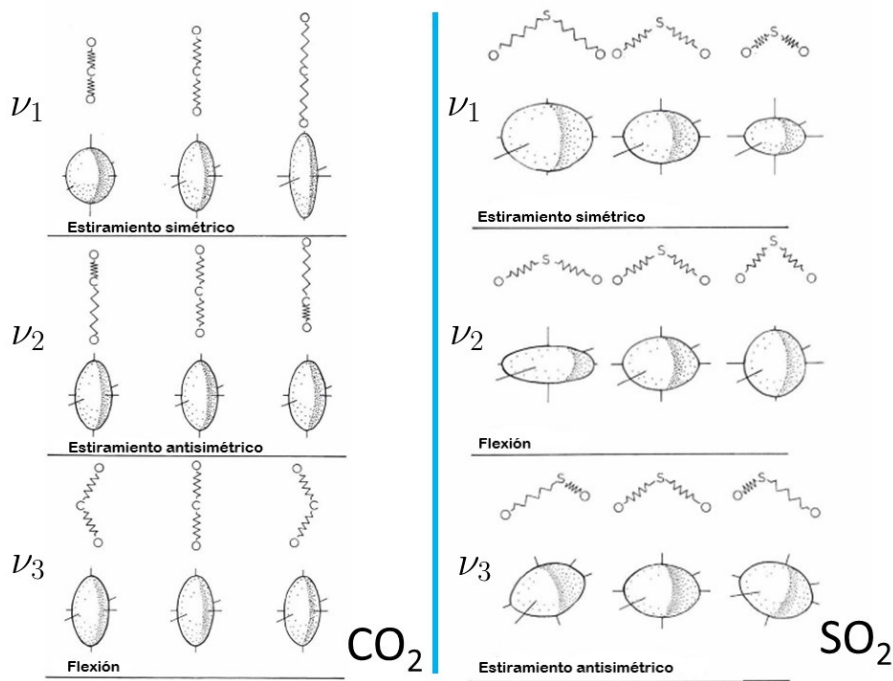 O
C
O
O
C
O
O
C
O
ν1
Estiramiento simétrico
O
C
O
O
C
O
O
C
O
ν2
Estiramiento antisimétrico
O
C
O
O
C
O
O
C
O
ν3
Flexión
CO2
S
O O
S
O O
S
O O
ν1
Estiramiento simétrico
S
O O
S
O O
S
O O
ν2
Flexión
S
O O
S
O O
S
O O
ν3
Estiramiento antisimétrico
SO2